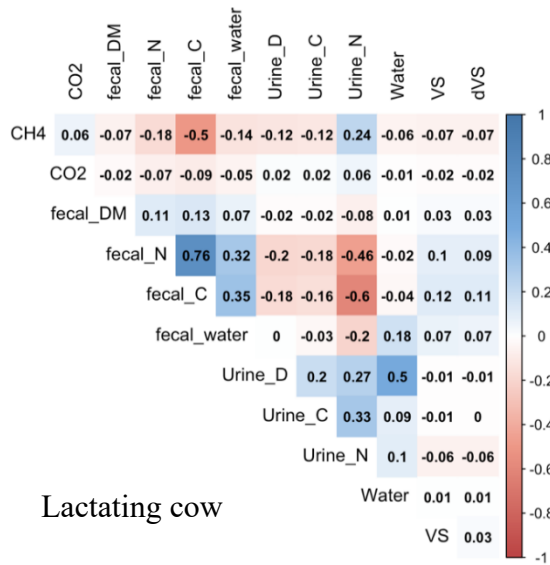 CO2 fecal_DM fecal_N fecal_C fecal_water Urine_D Urine_C Urine_N Water VS dVS
CH4 0.06 -0.07 -0.18 -0.5 -0.14 -0.12 -0.12 0.24 -0.06 -0.07 -0.07
CO2 -0.02 -0.07 -0.09 -0.05 0.02 0.02 0.06 -0.01 -0.02 -0.02
fecal_DM 0.11 0.13 0.07 -0.02 -0.02 -0.08 0.01 0.03 0.03
fecal_N 0.76 0.32 -0.2 -0.18 -0.46 -0.02 0.1 0.09
fecal_C 0.35 -0.18 -0.16 -0.6 -0.04 0.12 0.11
fecal_water 0 -0.03 -0.2 0.18 0.07 0.07
Urine_D 0.2 0.27 0.5 -0.01 -0.01
Urine_C 0.33 0.09 -0.01 0
Urine_N 0.1 -0.06 -0.06
Water 0.01 0.01
VS 0.03
Lactating cow
1
0.8
0.6
0.4
0.2
0
-0.2
-0.4
-0.6
-0.8
-1